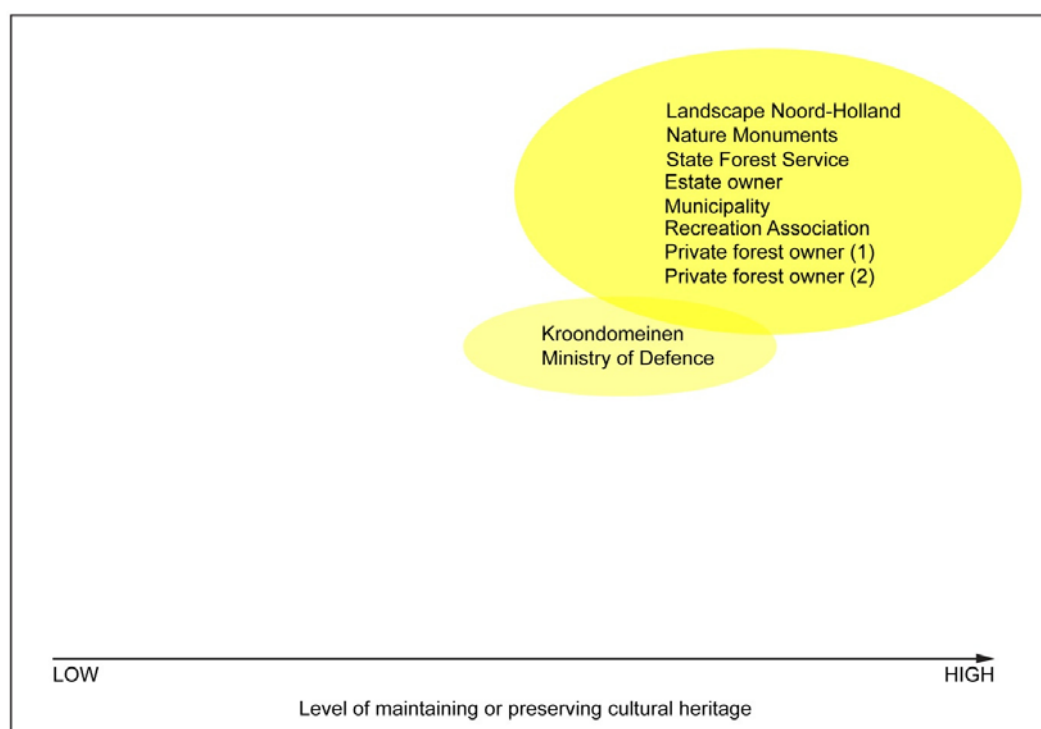 Landscape Noord-Holland
Nature Monuments
State Forest Service
Estate owner
Municipality
Recreation Association
Private forest owner (1)
Private forest owner (2)
Kroondomeinen
Ministry of Defence
LOW
HIGH
Level of maintaining or preserving cultural heritage